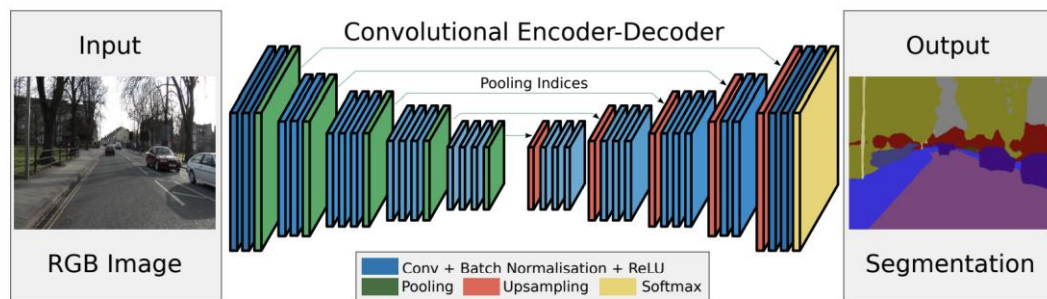 Input
RGB Image
Convolutional Encoder-Decoder
Pooling Indices
Conv + Batch Normalisation + ReLU
Pooling Upsampling Softmax
Output
Segmentation